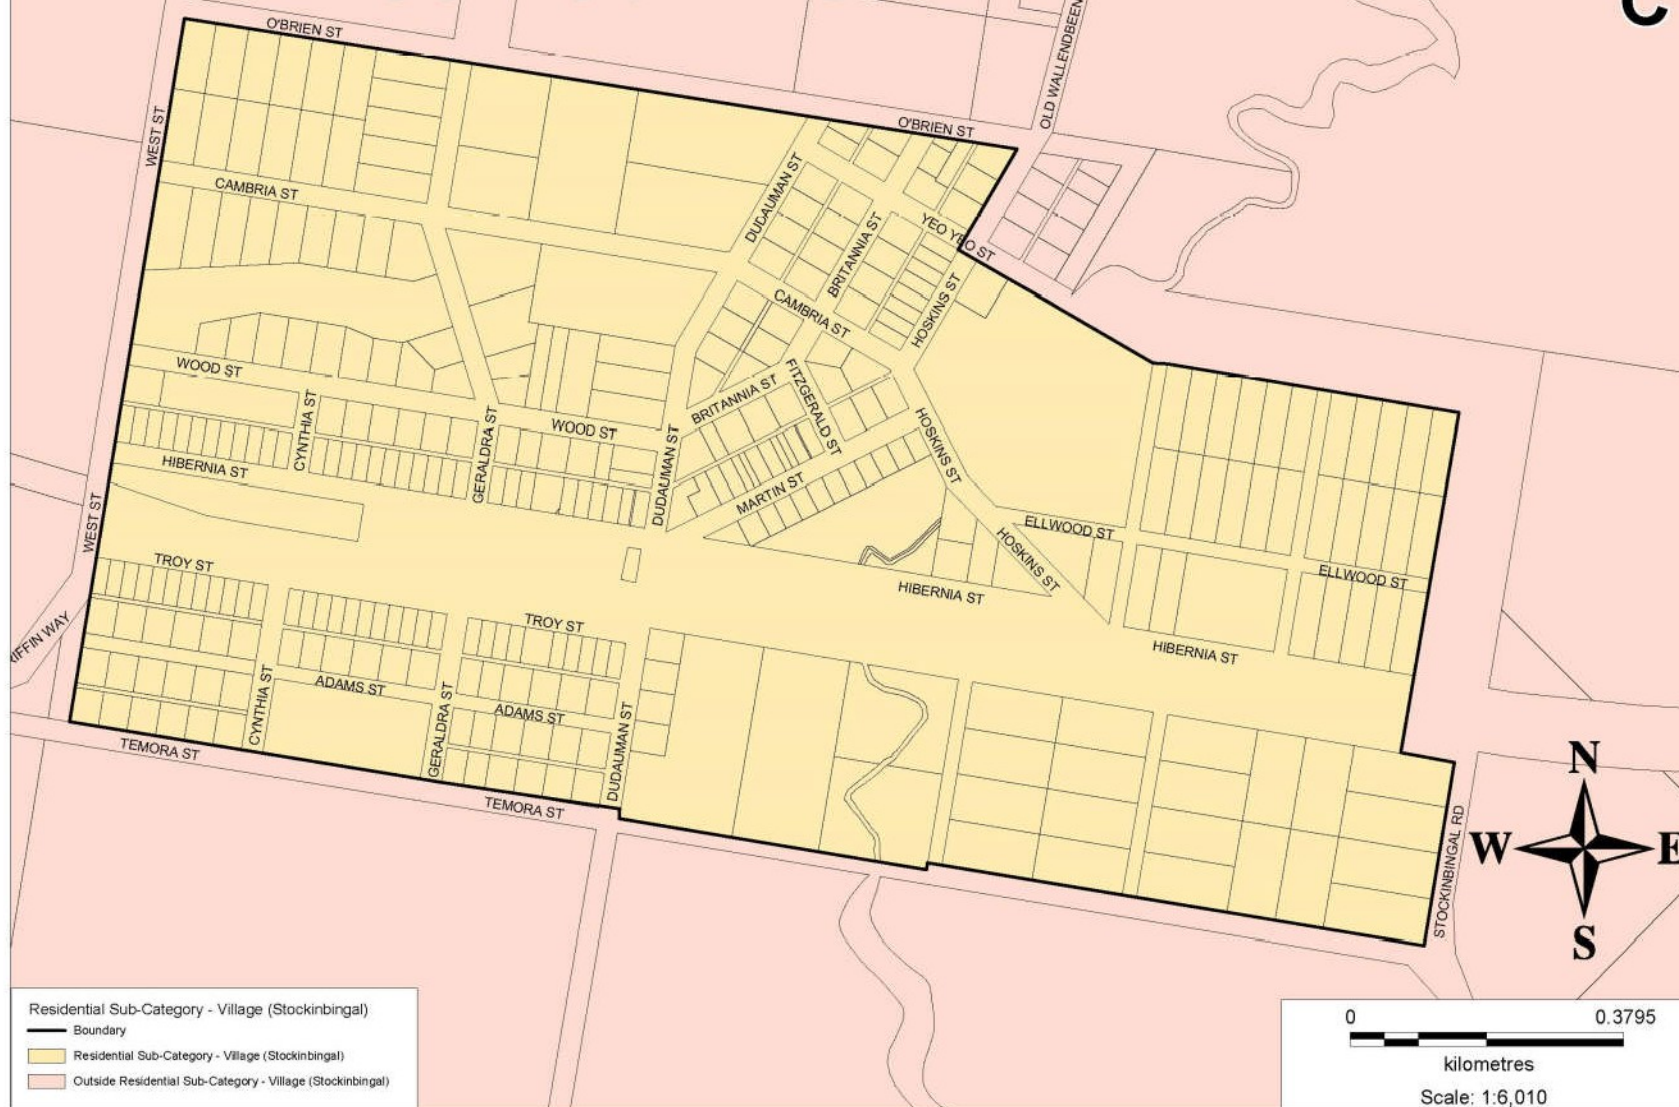 C
O'BRIEN ST
OLD WALLENDBEEN
WEST ST
O'BRIEN ST
CAMBRIA ST
DUDAUMAN ST
BRITANNIA ST
YEO YEO ST
CAMBRIA ST
HOSKINS ST
WOOD ST
CYNTHIA ST
GERALDRA ST
WOOD ST
BRITANNIA ST
FITZGERALD ST
DUDAUMAN ST
HOSKINS ST
HIBERNIA ST
MARTIN ST
WEST ST
ELLWOOD ST
HOSKINS ST
ELLWOOD ST
TROY ST
HIBERNIA ST
TROY ST
HIBERNIA ST
IFFIN WAY
ADAMS ST
CYNTHIA ST
GERALDRA ST
ADAMS ST
DUDAUMAN ST
TEMORA ST
TEMORA ST
STOCKINBINGAL RD
N
W
E
S
Residential Sub-Category - Village (Stockinbingal)
Boundary
Residential Sub-Category - Village (Stockinbingal)
Outside Residential Sub-Category - Village (Stockinbingal)
0 0.3795
kilometres
Scale: 1:6,010